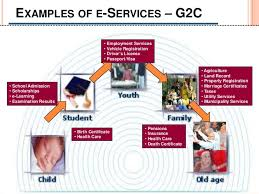 EXAMPLES OF E-SERVICES – G2C
• Employment Services
• Vehicle Registration
• Driver's License
• Passport/Visa
• Agriculture
• Land Record
• Property Registration
• Marriage Certificates
• Taxes
• Utility Services
• Municipality Services
• School Admission
• Scholarships
• e-Learning
• Examination Results
Youth
Student
Family
• Birth Certificate
• Health Care
• Pensions
• Insurance
• Health Care
• Death Certificate
Child
Old age